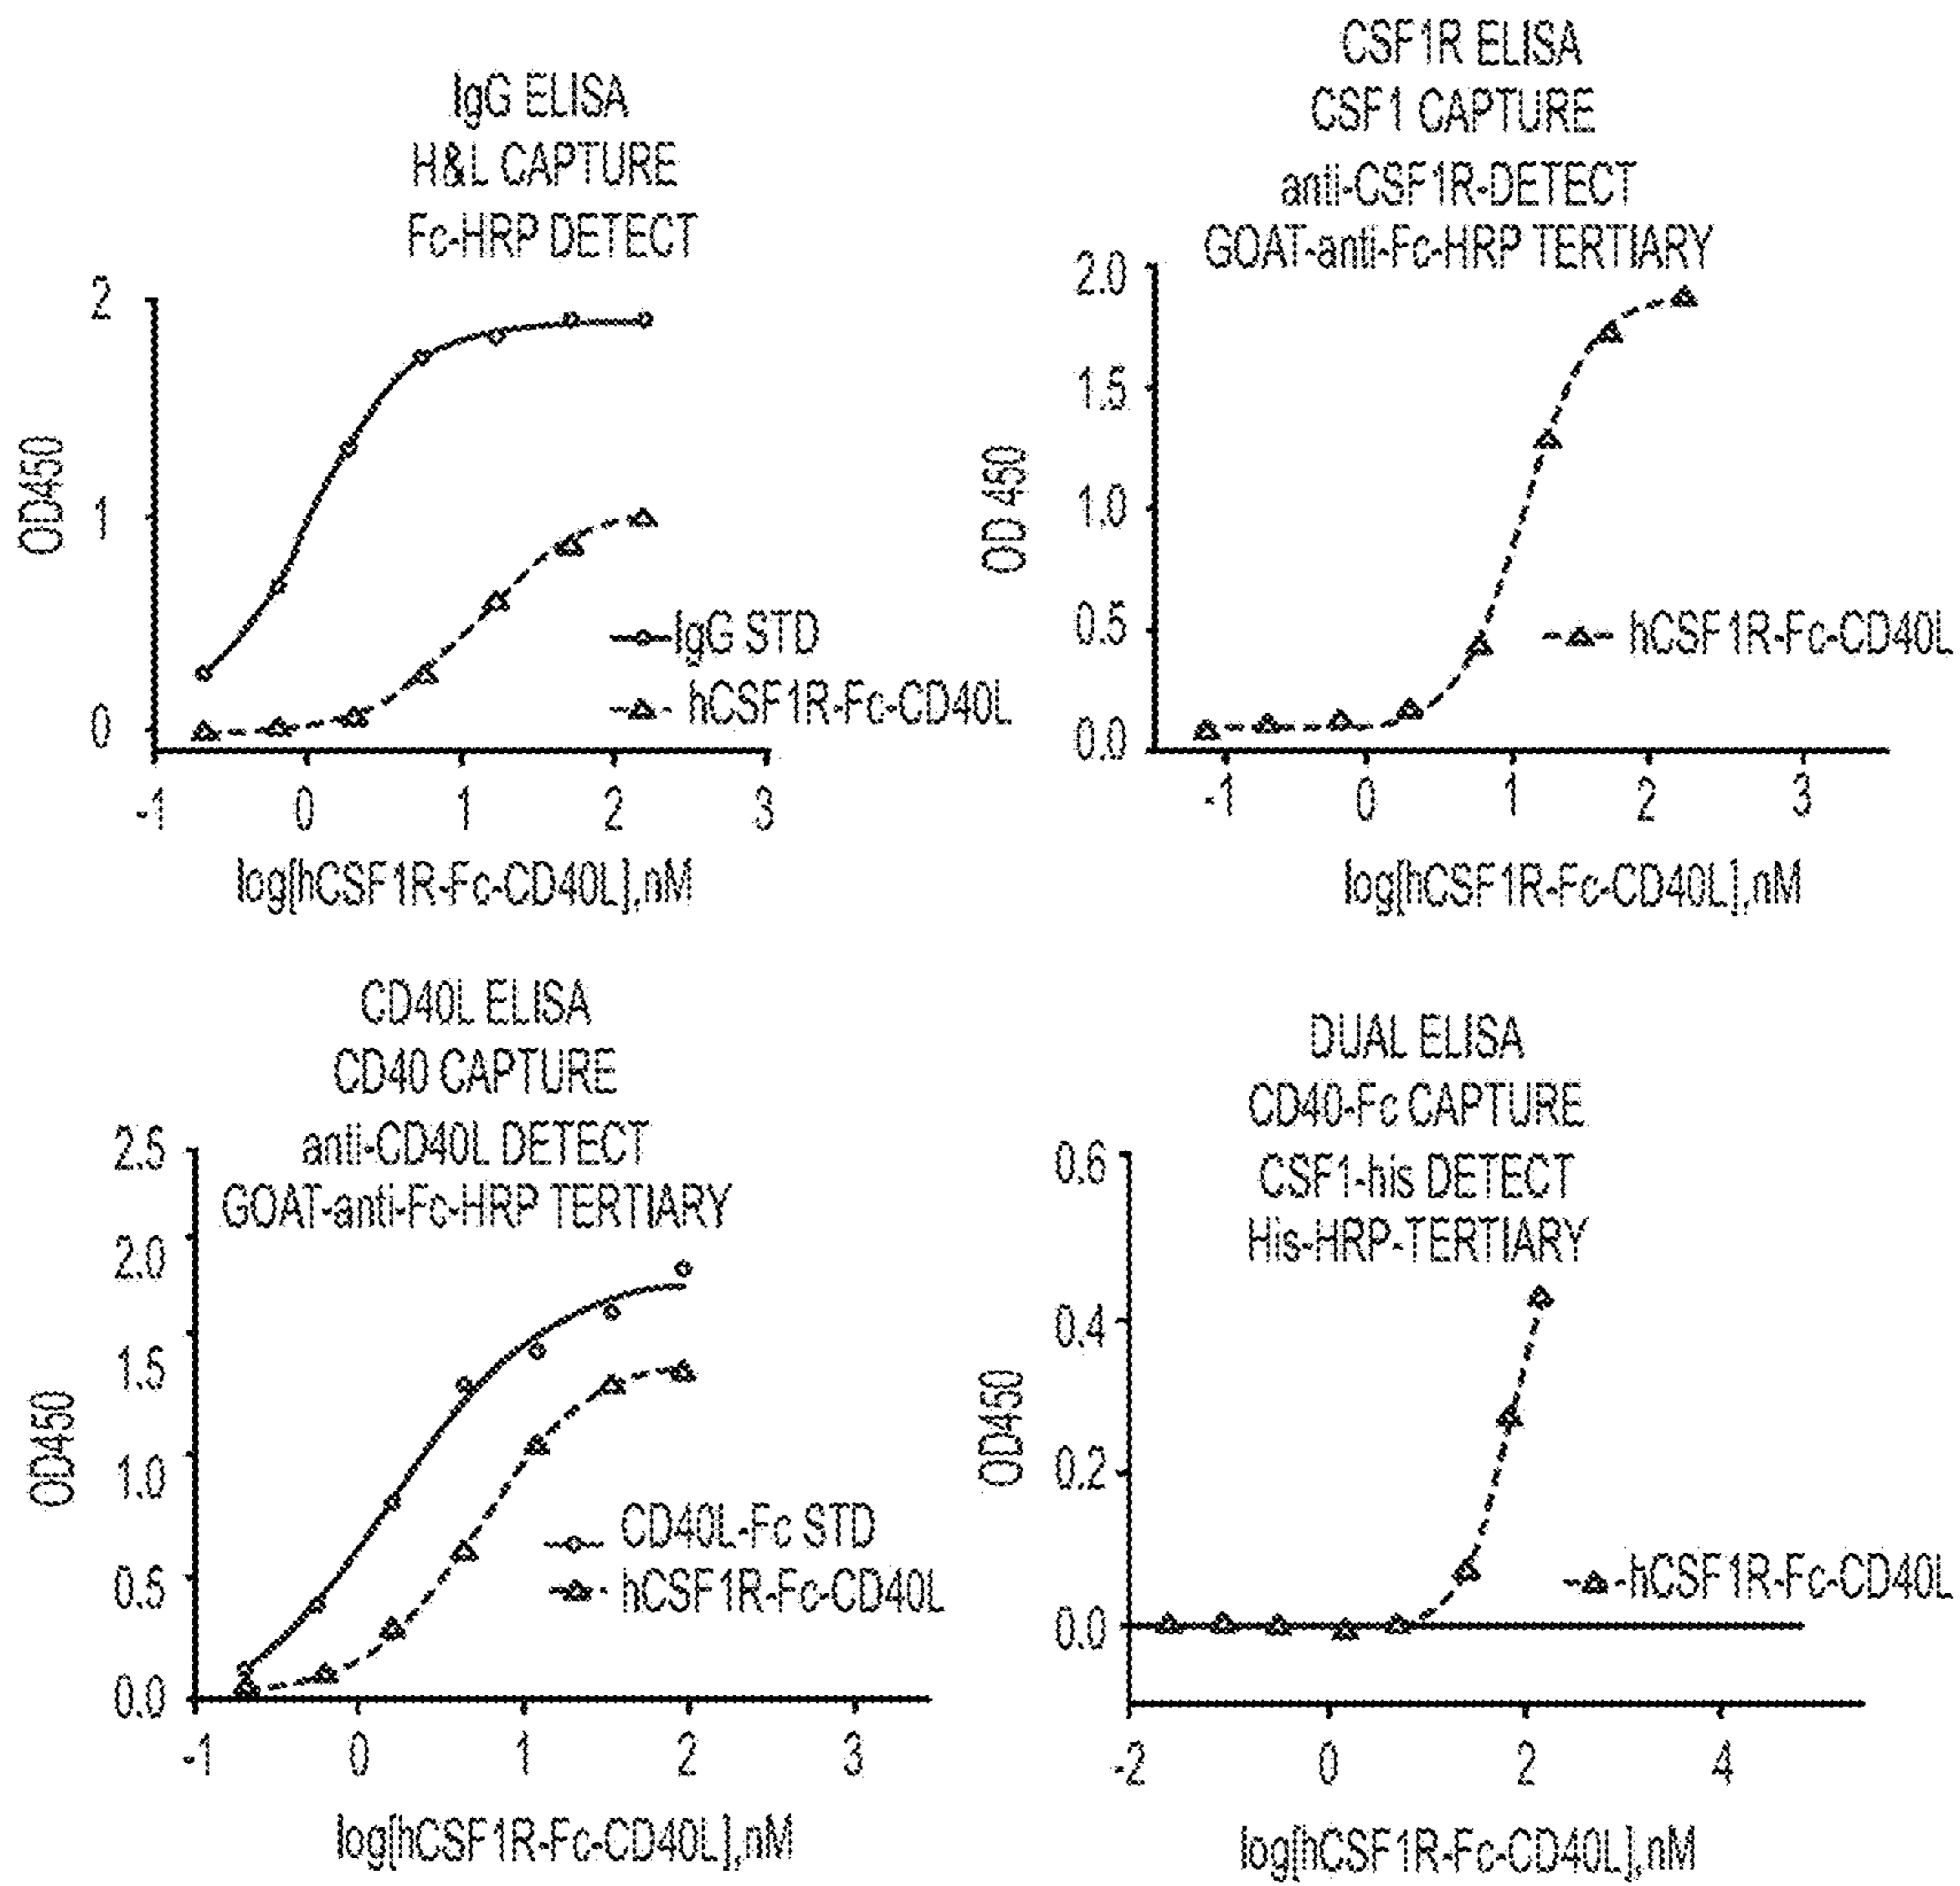 IgG ELISA
H&L CAPTURE
Fc-HRP DETECT
2
1
0
OD450
IgG STD
hCSF1R-Fc-CD40L
-1 0 1 2 3
log[hCSF1R-Fc-CD40L],nM
CSF1R ELISA
CSF1 CAPTURE
anti-CSF1R-DETECT
GOAT-anti-Fc-HRP TERTIARY
2.0
1.5
1.0
0.5
0.0
OD 450
hCSF1R-Fc-CD40L
-1 0 1 2 3
log[hCSF1R-Fc-CD40L],nM
CD40L ELISA
CD40 CAPTURE
anti-CD40L DETECT
GOAT-anti-Fc-HRP TERTIARY
2.5
2.0
1.5
1.0
0.5
0.0
OD450
CD40L-Fc STD
hCSF1R-Fc-CD40L
-1 0 1 2 3
log[hCSF1R-Fc-CD40L],nM
DUAL ELISA
CD40-Fc CAPTURE
CSF1-his DETECT
His-HRP-TERTIARY
0.6
0.4
0.2
0.0
OD450
hCSF1R-Fc-CD40L
-2 0 2 4
log[hCSF1R-Fc-CD40L],nM